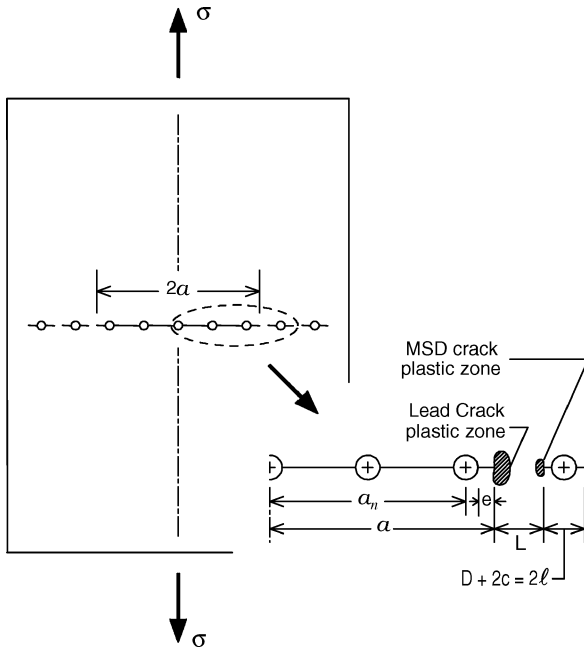 σ
2a
MSD crack
plastic zone
Lead Crack
plastic zone
aₙ
e
a
L
D + 2c = 2ℓ
σ